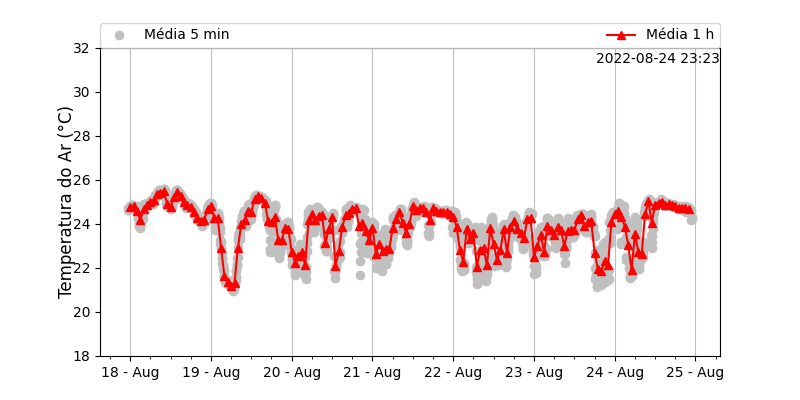 Média 5 min
Média 1 h
2022-08-24 23:23
Temperatura do Ar (°C)
32
30
28
26
24
22
20
18
18 - Aug
19 - Aug
20 - Aug
21 - Aug
22 - Aug
23 - Aug
24 - Aug
25 - Aug